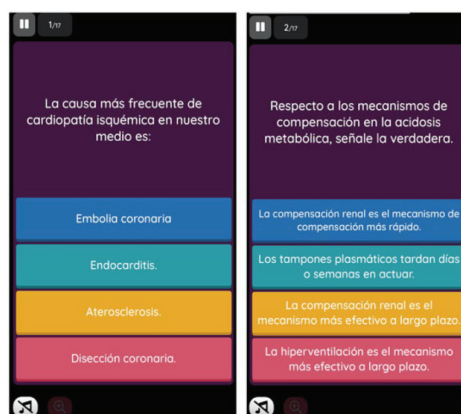 1/17
La causa más frecuente de
cardiopatía isquémica en nuestro
medio es:
Embolia coronaria
Endocarditis.
Aterosclerosis.
Disección coronaria.
2/17
Respecto a los mecanismos de
compensación en la acidosis
metabólica, señale la verdadera.
La compensación renal es el mecanismo de
compensación más rápido.
Los tampones plasmáticos tardan días
o semanas en actuar.
La compensación renal es el
mecanismo más efectivo a largo plazo.
La hiperventilación es el mecanismo
más efectivo a largo plazo.